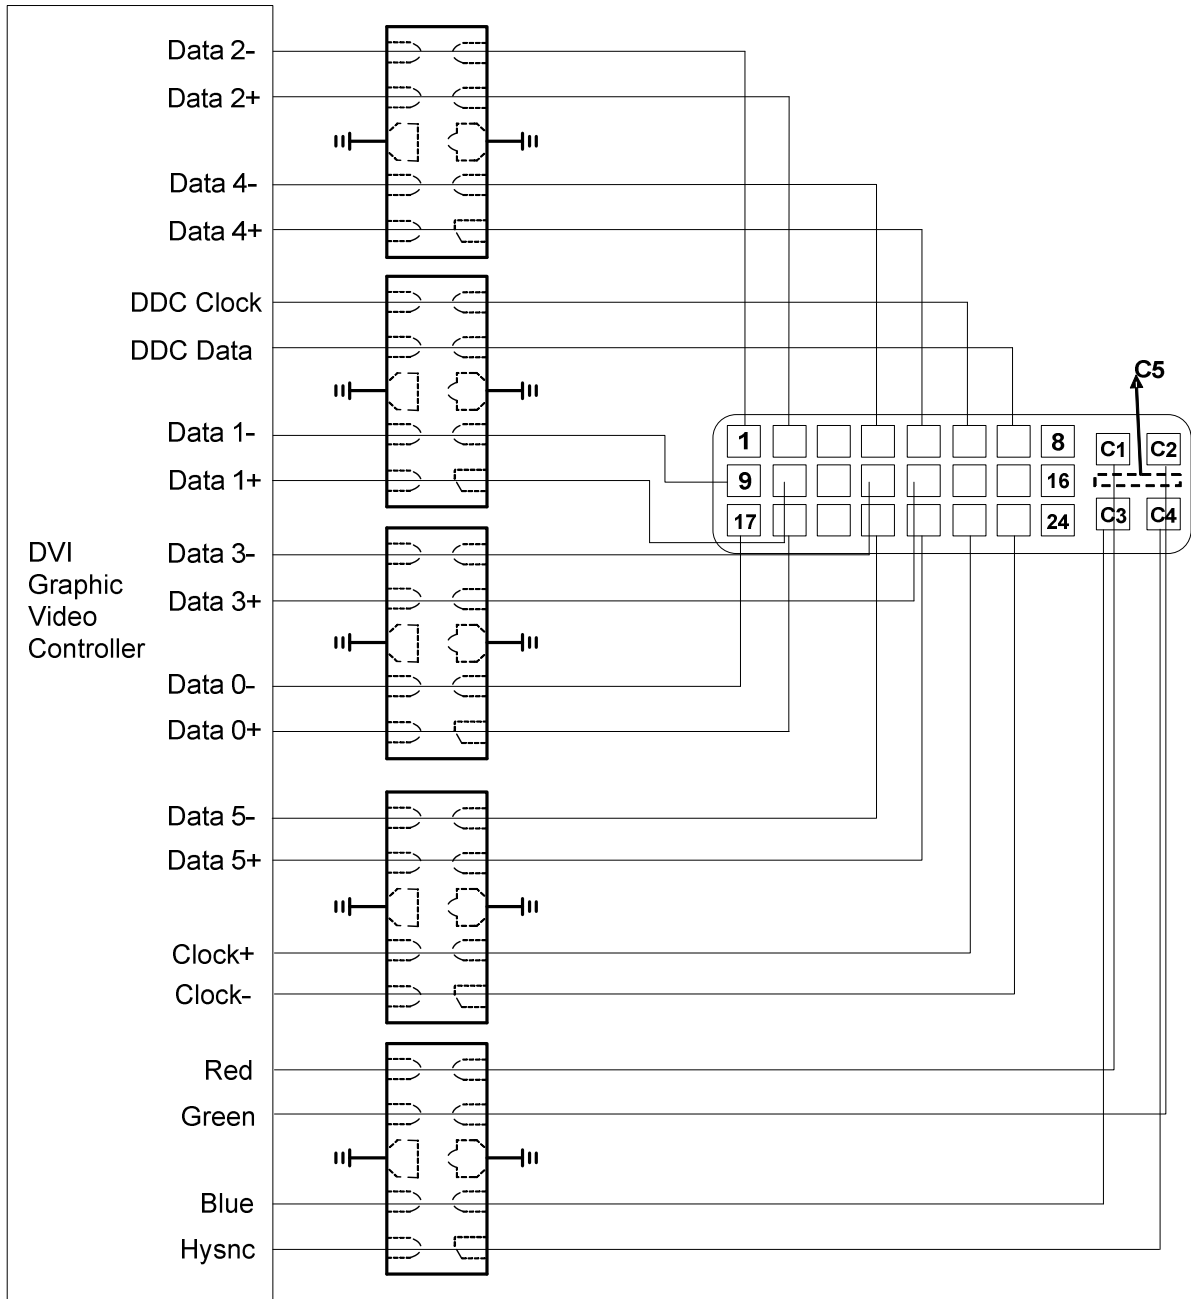 Data 2-
Data 2+
Data 4-
Data 4+
DDC Clock
DDC Data
Data 1-
Data 1+
DVI
Graphic
Video
Controller
Data 3-
Data 3+
Data 0-
Data 0+
Data 5-
Data 5+
Clock+
Clock-
Red
Green
Blue
Hysnc
C5
1
8
C1
C2
9
16
17
24
C3
C4